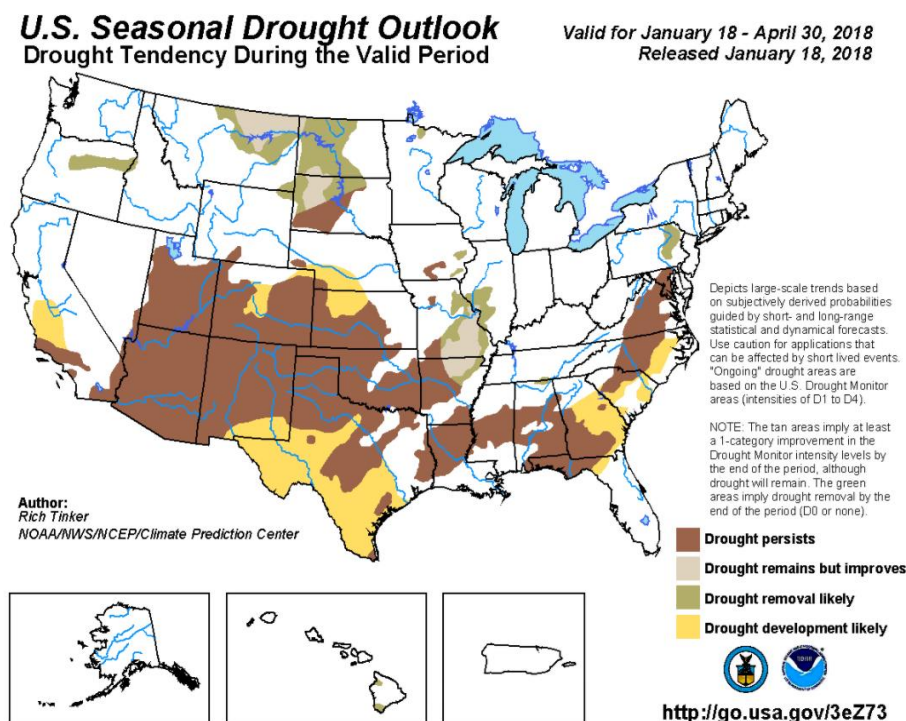 U.S. Seasonal Drought Outlook
Drought Tendency During the Valid Period
Valid for January 18 - April 30, 2018
Released January 18, 2018
Depicts large-scale trends based
on subjectively derived probabilities
guided by short- and long-range
statistical and dynamical forecasts.
Use caution for applications that
can be affected by short lived events.
"Ongoing" drought areas are
based on the U.S. Drought Monitor
areas (intensities of D1 to D4).
NOTE: The tan areas imply at least
a 1-category improvement in the
Drought Monitor intensity levels by
the end of the period, although
drought will remain. The green
areas imply drought removal by the
end of the period (D0 or none).
Author:
Rich Tinker
NOAA/NWS/NCEP/Climate Prediction Center
Drought persists
Drought remains but improves
Drought removal likely
Drought development likely
http://go.usa.gov/3eZ73